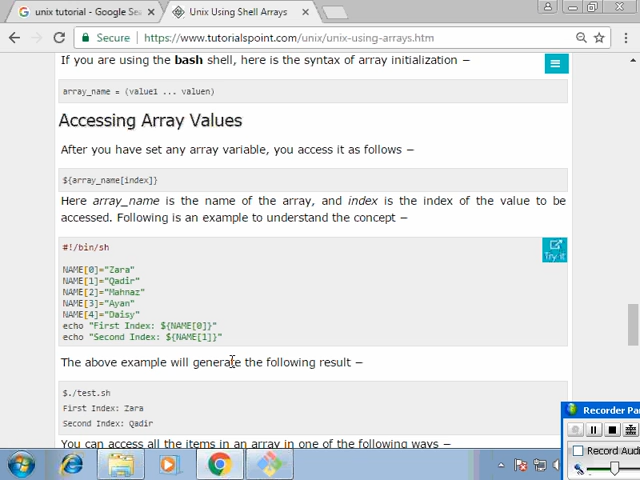 unix tutorial - Google Se
Unix Using Shell Arrays
Secure
https://www.tutorialspoint.com/unix/unix-using-arrays.htm
If you are using the bash shell, here is the syntax of array initialization −
array_name = (value1 ... valuen)
Accessing Array Values
After you have set any array variable, you access it as follows −
${array_name[index]}
Here array_name is the name of the array, and index is the index of the value to be
accessed. Following is an example to understand the concept −
#!/bin/sh
Try it
NAME[0]="Zara"
NAME[1]="Qadir"
NAME[2]="Mahnaz"
NAME[3]="Ayan"
NAME[4]="Daisy"
echo "First Index: ${NAME[0]}"
echo "Second Index: ${NAME[1]}"
The above example will generate the following result −
$./test.sh
First Index: Zara
Second Index: Qadir
Recorder Pan
You can access all the items in an array in one of the following ways −
Record Audi